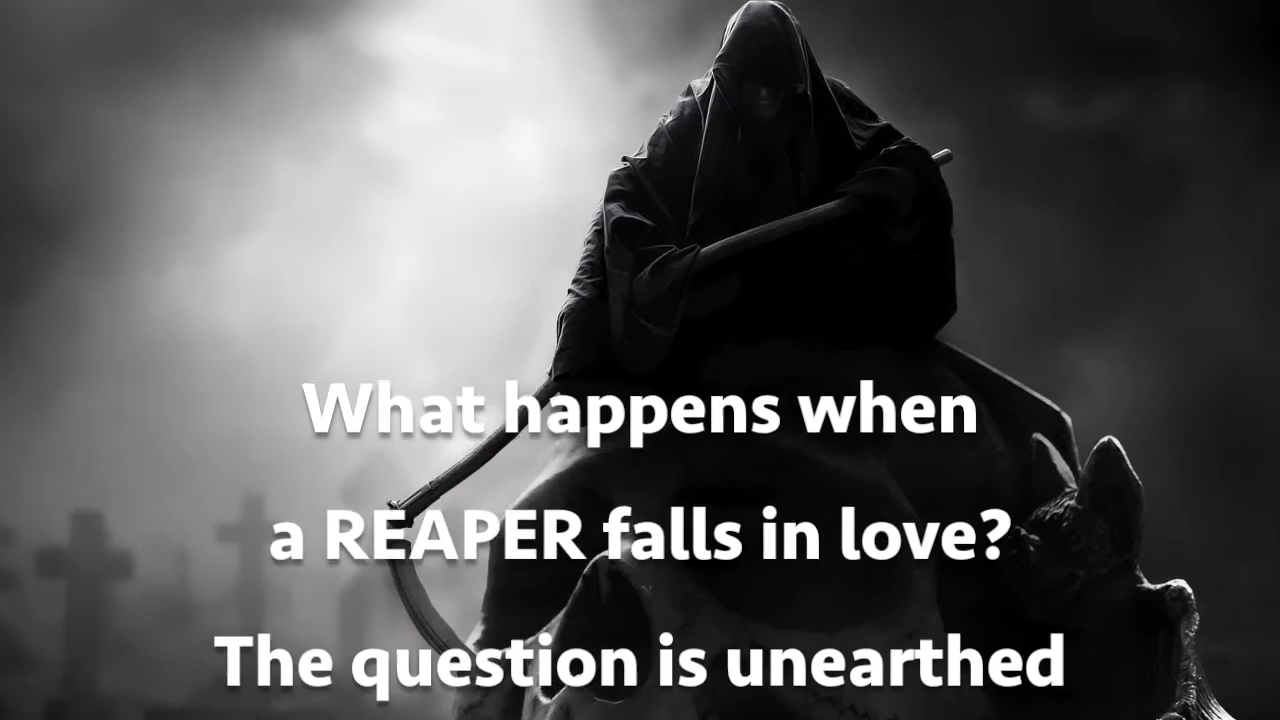 What happens when
a REAPER falls in love?
The question is unearthed